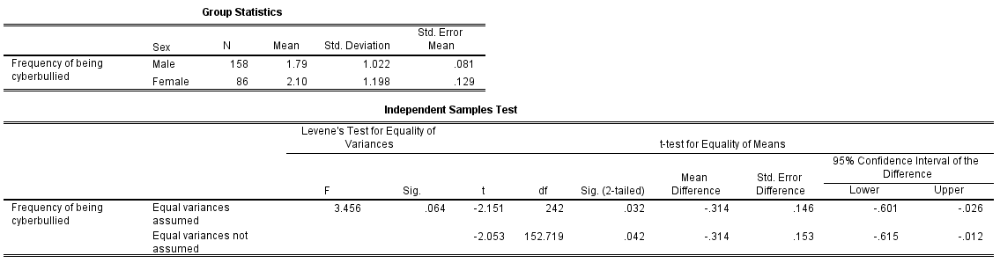 Group Statistics
Sex N Mean Std. Deviation Std. Error Mean
Frequency of being cyberbullied Male 158 1.79 1.022 .081
Female 86 2.10 1.198 .129
Independent Samples Test
Levene's Test for Equality of Variances t-test for Equality of Means
95% Confidence Interval of the Difference
F Sig. t df Sig. (2-tailed) Mean Difference Std. Error Difference Lower Upper
Frequency of being cyberbullied Equal variances assumed 3.456 .064 -2.151 242 .032 -.314 .146 -.601 -.026
Equal variances not assumed -2.053 152.719 .042 -.314 .153 -.615 -.012